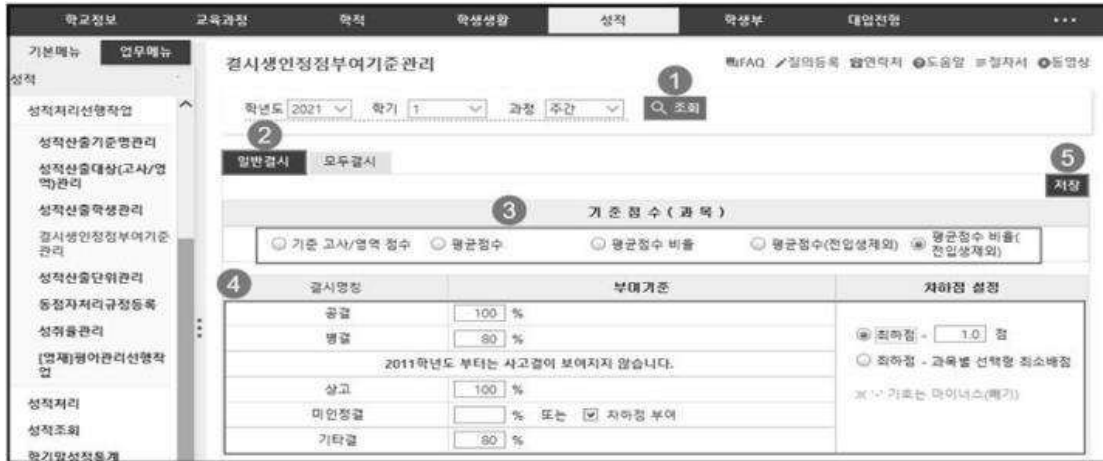 학교정보 교육과정 학적 학생생활 성적 학생부 대입전형 •••
기본메뉴 업무메뉴
성적
성적처리선행작업
성적산출기준명관리
성적산출대상(고사/영역)관리
성적산출학생관리
결시생인정점부여기준관리
성적산출단위관리
동점자처리규정등록
성취율관리
[영재]평어관리선행작업
성적처리
성적조회
학기말성적통계
결시생인정점부여기준관리
FAQ 질의등록 연락처 도움말 절차서 동영상
1
학년도 2021 학기 1 과정 주간 조회
2
일반결시 모두결시
5
저장
3 기 준 점 수 ( 과 목 )
기준 고사/영역 점수 평균점수 평균점수 비율 평균점수(전입생제외) 평균점수 비율(전입생제외)
4 결시명칭 부여기준 차하점 설정
공결 100 %
병결 80 %
2011학년도 부터는 사고결이 보여지지 않습니다.
상고 100 %
미인정결 % 또는 차하점 부여
기타결 80 %
최하점 - 1.0 점
최하점 - 과목별 선택형 최소배점
※ '-' 기호는 마이너스(빼기)